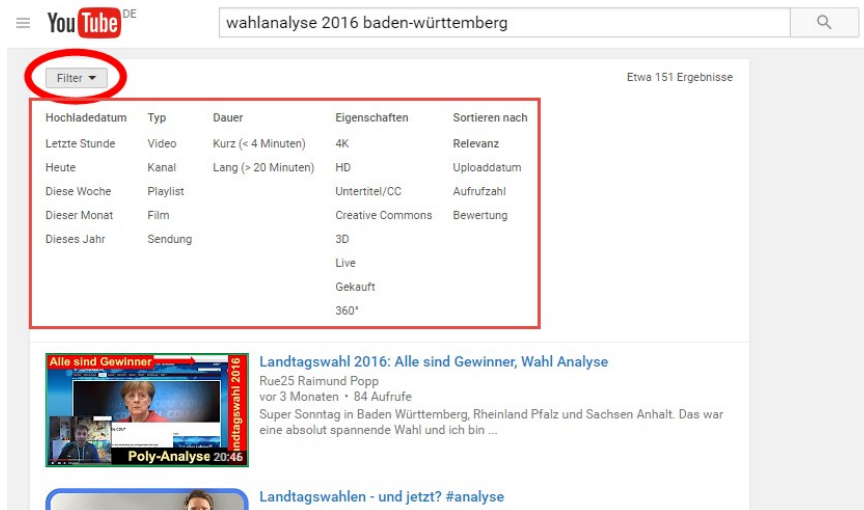 YouTube DE
wahlanalyse 2016 baden-württemberg
Filter
Etwa 151 Ergebnisse
Hochladedatum Typ Dauer Eigenschaften Sortieren nach
Letzte Stunde Video Kurz (< 4 Minuten) 4K Relevanz
Heute Kanal Lang (> 20 Minuten) HD Uploaddatum
Diese Woche Playlist Untertitel/CC Aufrufzahl
Dieser Monat Film Creative Commons Bewertung
Dieses Jahr Sendung 3D
Live
Gekauft
360°
Alle sind Gewinner
Landtagswahl 2016
Poly-Analyse 20:46
Landtagswahl 2016: Alle sind Gewinner, Wahl Analyse
Rue25 Raimund Popp
vor 3 Monaten • 84 Aufrufe
Super Sonntag in Baden Württemberg, Rheinland Pfalz und Sachsen Anhalt. Das war
eine absolut spannende Wahl und ich bin ...
Landtagswahlen - und jetzt? #analyse